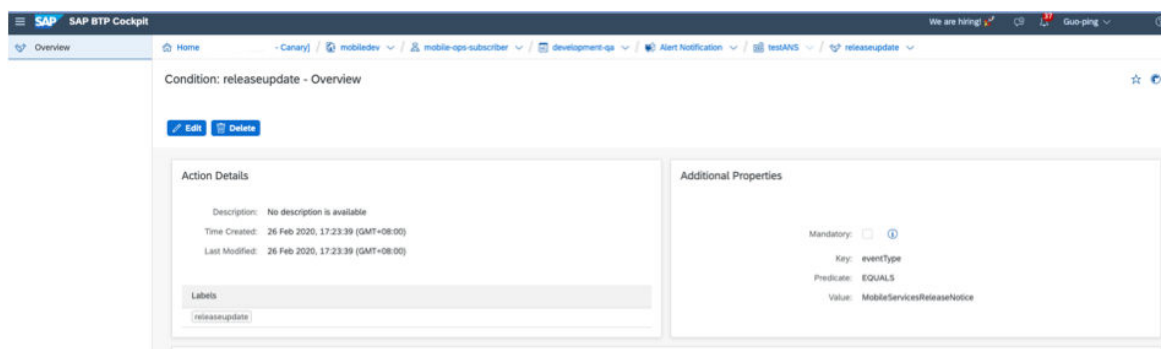 SAP SAP BTP Cockpit We are hiring! 37 Guo-ping
Overview
Home - Canary] / mobiledev / mobile-ops-subscriber / development-qa / Alert Notification / testANS / releaseupdate
Condition: releaseupdate - Overview
Edit Delete
Action Details
Description: No description is available
Time Created: 26 Feb 2020, 17:23:39 (GMT+08:00)
Last Modified: 26 Feb 2020, 17:23:39 (GMT+08:00)
Labels
releaseupdate
Additional Properties
Mandatory:
Key: eventType
Predicate: EQUALS
Value: MobileServicesReleaseNotice